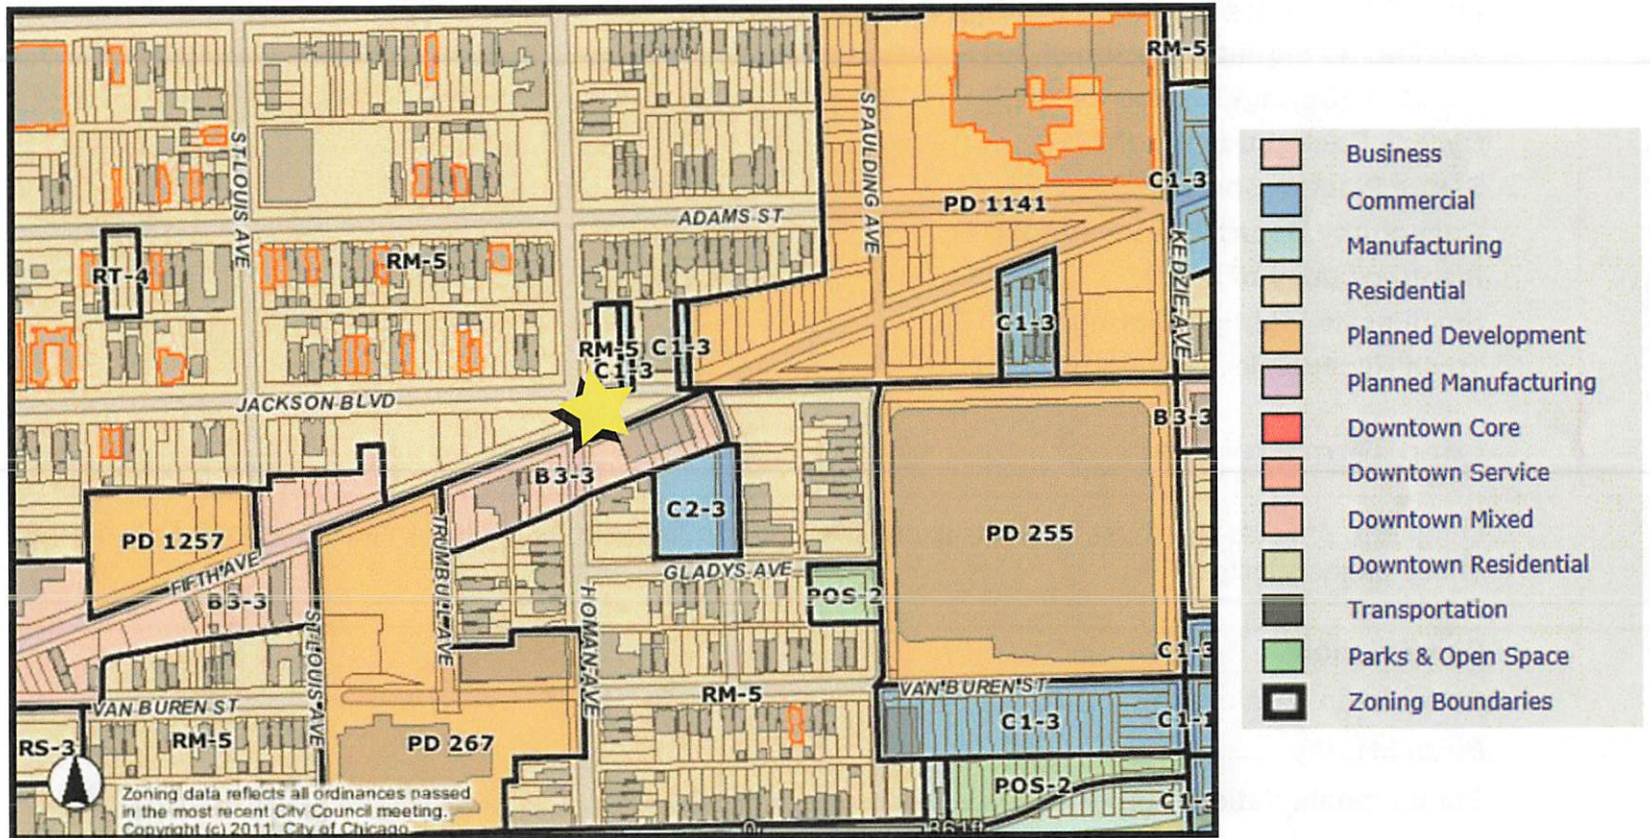 RM-5
SPAULDING AVE
ST LOUIS AVE
C1-3
PD 1141
ADAMS ST
KEDZIE AVE
RT-4
RM-5
C1-3
RM-5
C1-3
C1-3
JACKSON BLVD
B3-3
B3-3
C2-3
PD 1257
PD 255
TRUMBULL AVE
FIFTH AVE
GLADYS AVE
B3-3
POS-2
ST LOUIS AVE
HOMAN AVE
C1-3
VAN BUREN ST
RM-5
VAN BUREN ST
C1-3
C1-1
RS-3
RM-5
PD 267
POS-2
C1-3
Zoning data reflects all ordinances passed
in the most recent City Council meeting.
Copyright (c) 2011 City of Chicago
0
Business
Commercial
Manufacturing
Residential
Planned Development
Planned Manufacturing
Downtown Core
Downtown Service
Downtown Mixed
Downtown Residential
Transportation
Parks & Open Space
Zoning Boundaries